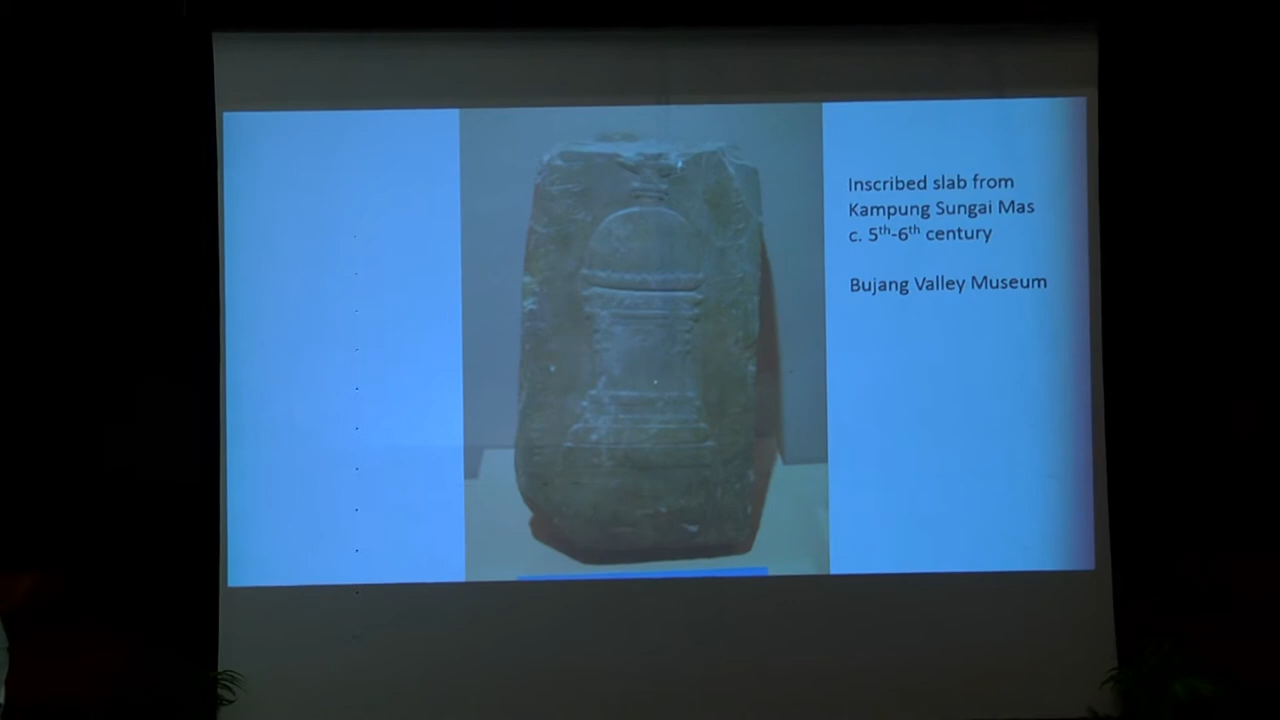 Inscribed slab from
Kampung Sungai Mas
c. 5th-6th century
Bujang Valley Museum